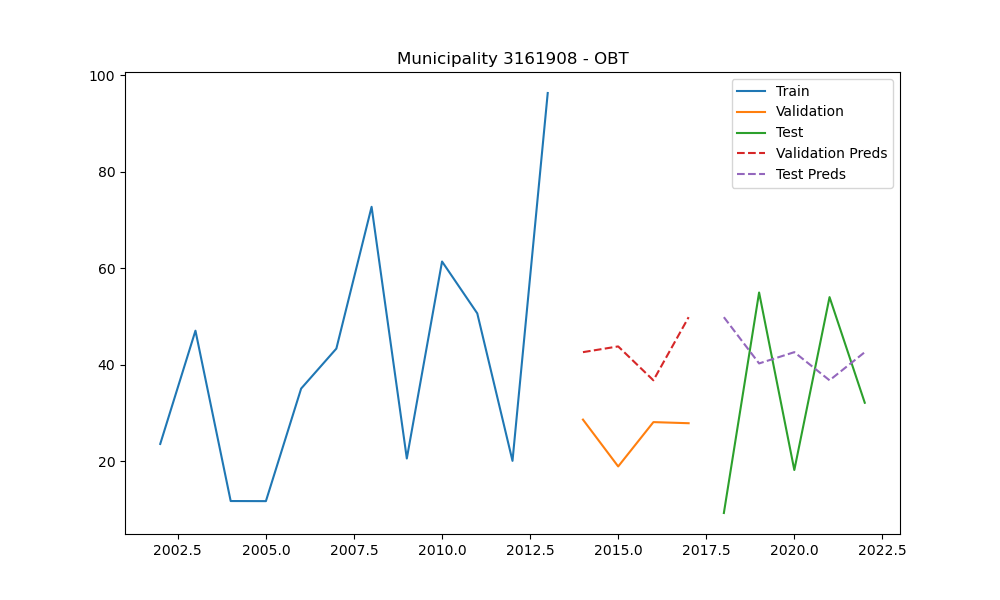 Municipality 3161908 - OBT
100
80
60
40
20
2002.5 2005.0 2007.5 2010.0 2012.5 2015.0 2017.5 2020.0 2022.5
Train
Validation
Test
Validation Preds
Test Preds